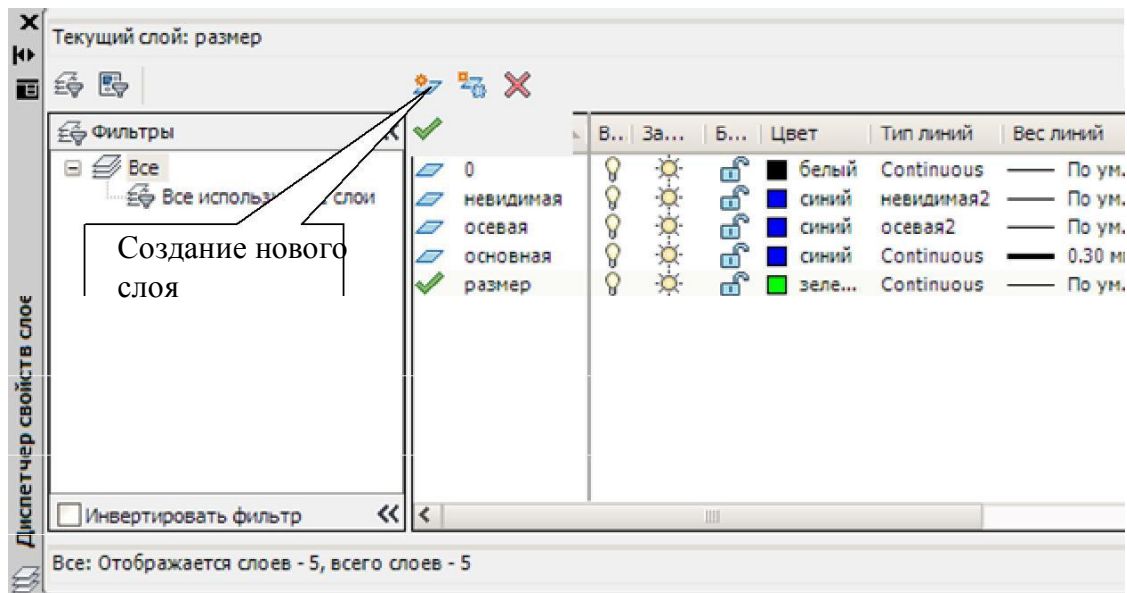 Текущий слой: размер
Фильтры
В.. За... Б... Цвет Тип линий Вес линий
Все
Все использ слои
0 белый Continuous По ум.
невидимая синий невидимая2 По ум.
осевая синий осевая2 По ум.
основная синий Continuous 0.30 м
размер зеле... Continuous По ум.
Создание нового
слоя
Инвертировать фильтр
Все: Отображается слоев - 5, всего слоев - 5
Диспетчер свойств слое